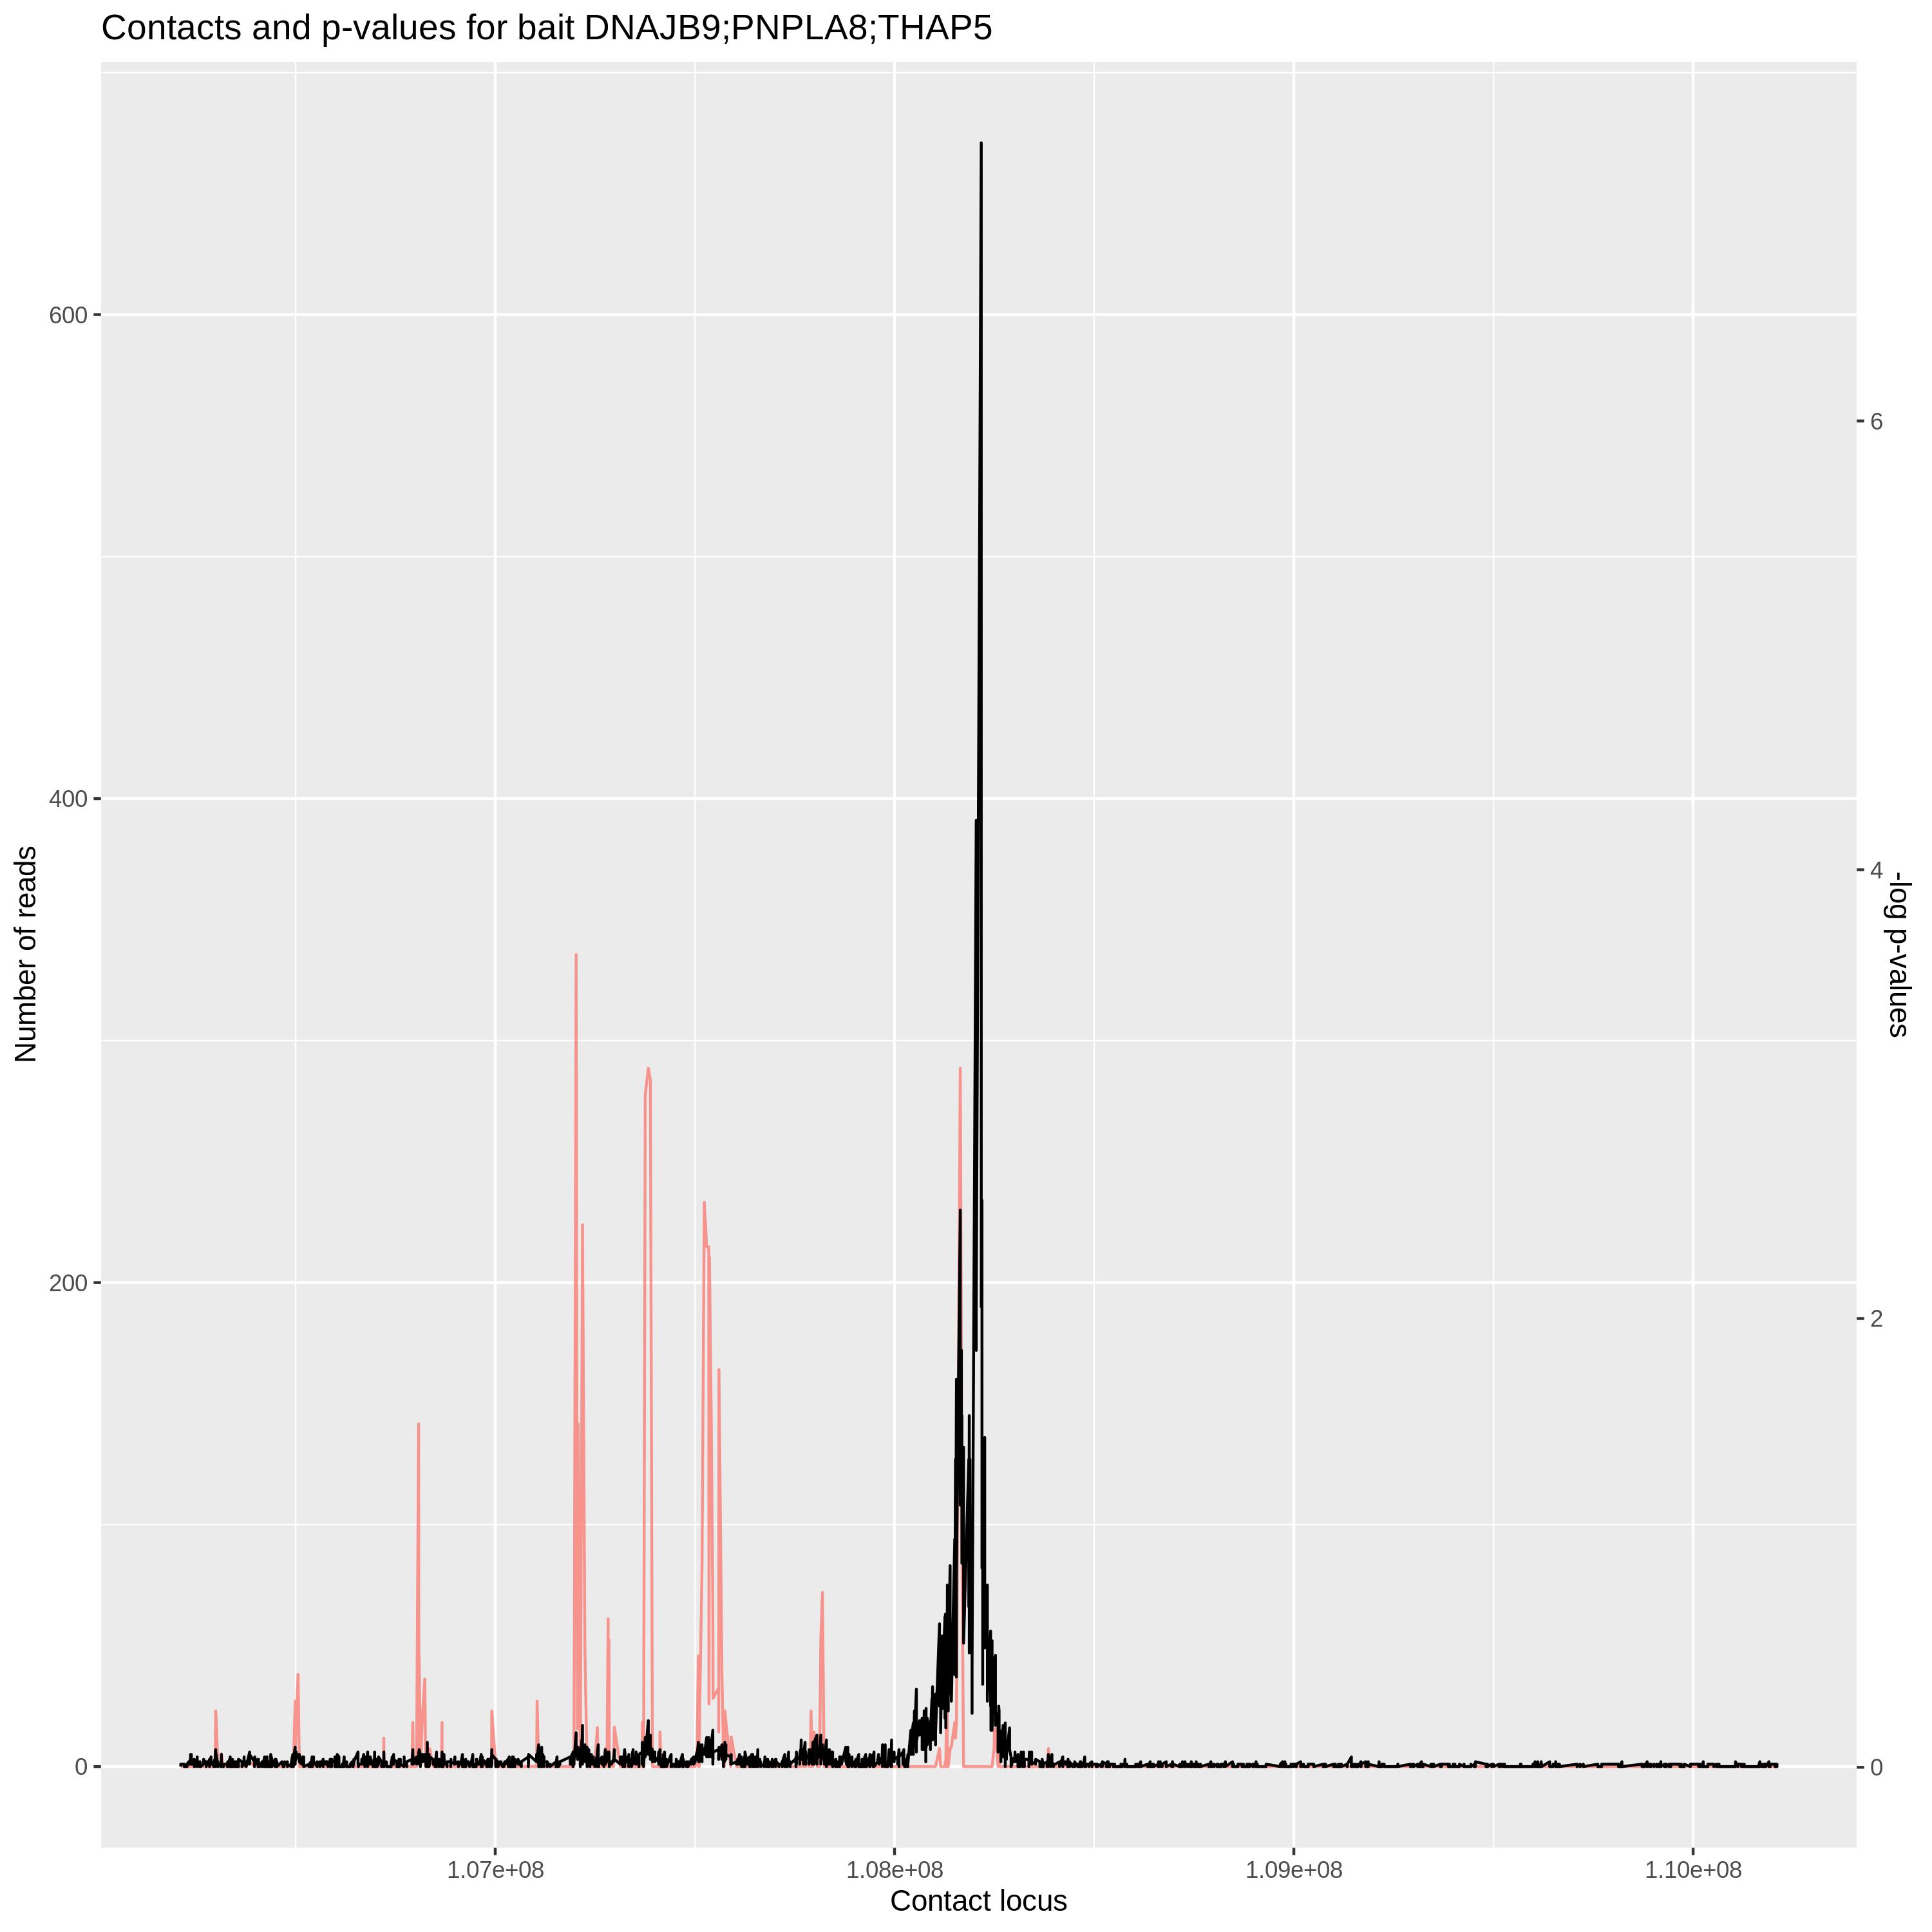 Contacts and p-values for bait DNAJB9;PNPLA8;THAP5
600
400
200
0
Number of reads
6
4
2
0
-log p-values
1.07e+08
1.08e+08
1.09e+08
1.10e+08
Contact locus